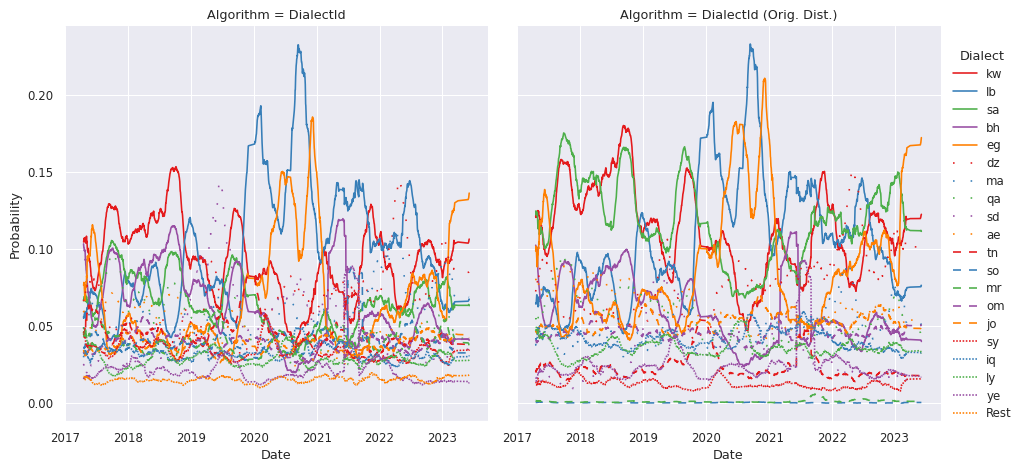 Algorithm = DialectId
Algorithm = DialectId (Orig. Dist.)
Probability
0.20
0.15
0.10
0.05
0.00
2017
2018
2019
2020
2021
2022
2023
Date
2017
2018
2019
2020
2021
2022
2023
Date
Dialect
kw
lb
sa
bh
eg
dz
ma
qa
sd
ae
tn
so
mr
om
jo
sy
iq
ly
ye
Rest